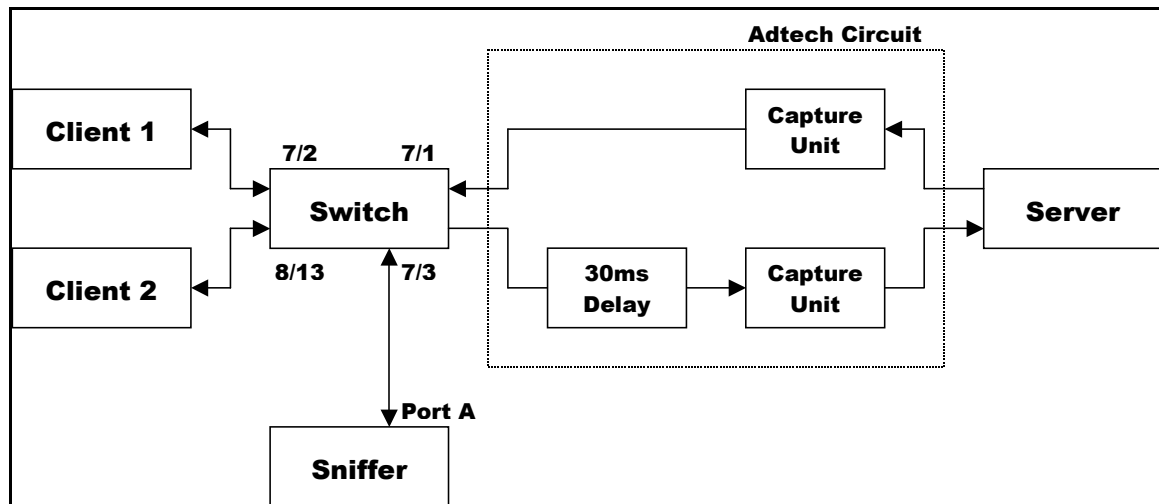 Adtech Circuit
Client 1
Capture
Unit
7/2
7/1
Switch
Server
Client 2
8/13
7/3
30ms
Delay
Capture
Unit
Port A
Sniffer